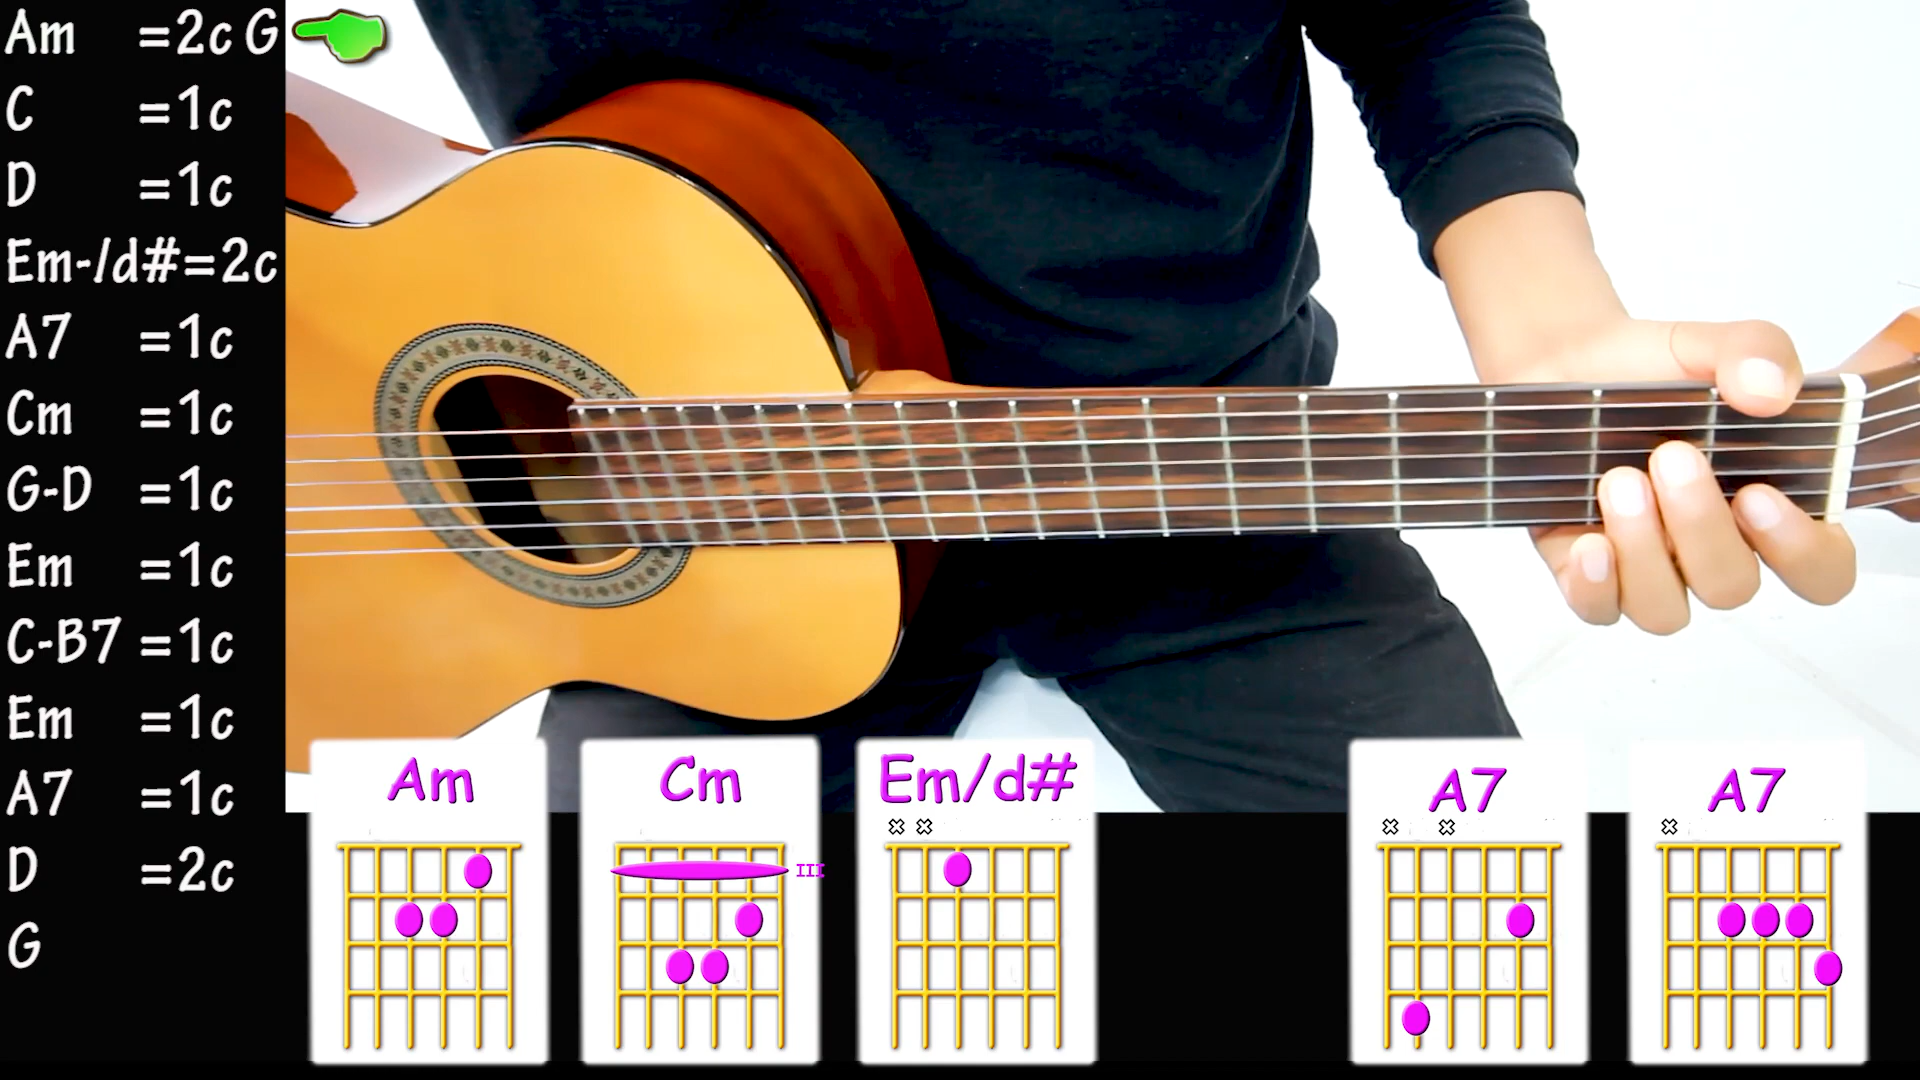 Am =2c G
C =1c
D =1c
Em-/d#=2c
A7 =1c
Cm =1c
G-D =1c
Em =1c
C-B7 =1c
Em =1c
A7 =1c
D =2c
G
Am
Cm
III
Em/d#
A7
A7